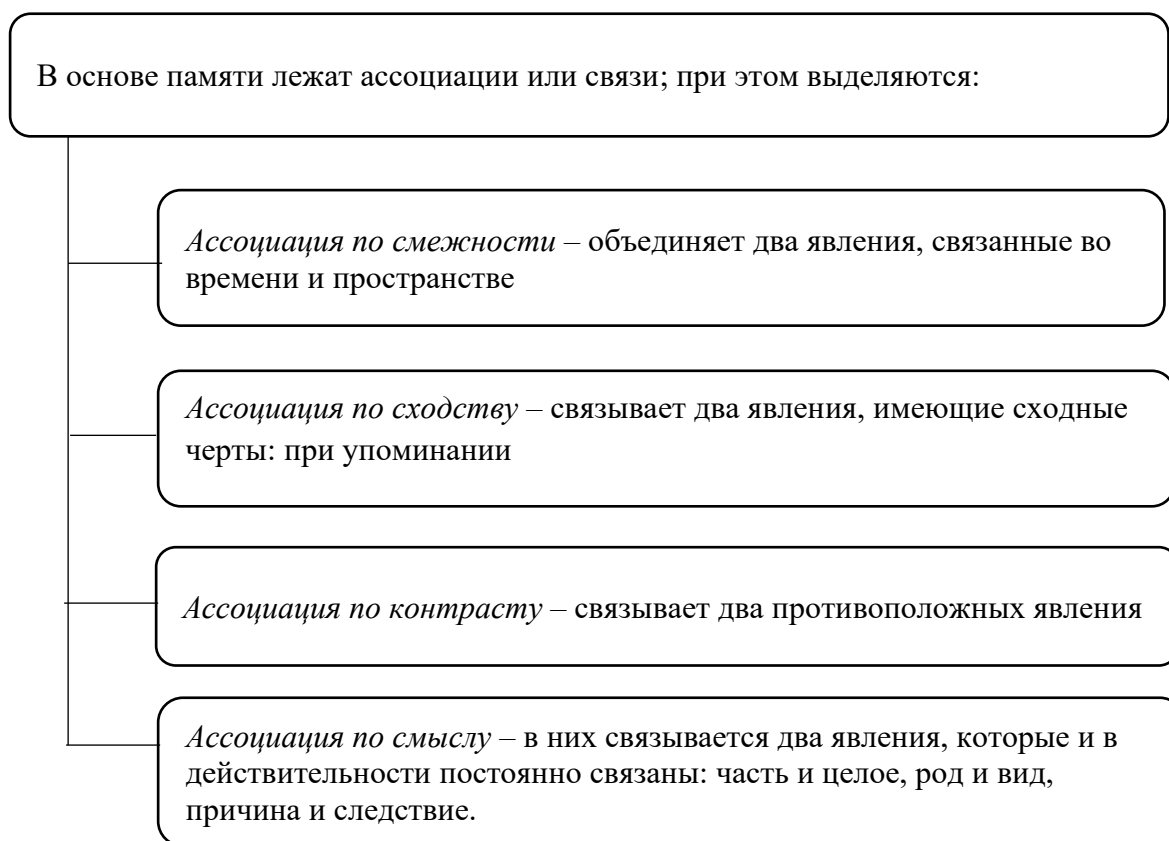 В основе памяти лежат ассоциации или связи; при этом выделяются:
Ассоциация по смежности – объединяет два явления, связанные во
времени и пространстве
Ассоциация по сходству – связывает два явления, имеющие сходные
черты: при упоминании
Ассоциация по контрасту – связывает два противоположных явления
Ассоциация по смыслу – в них связывается два явления, которые и в
действительности постоянно связаны: часть и целое, род и вид,
причина и следствие.